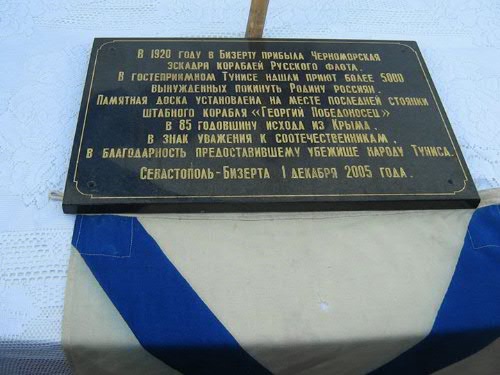 В 1920 году в Бизерту прибыла Черноморская
эскадра кораблей Русского флота.
В гостеприимном Тунисе нашли приют более 5000
вынужденных покинуть Родину россиян.
Памятная доска установлена на месте последней стоянки
штабного корабля «Георгий Победоносец»
в 85 годовщину исхода из Крыма.
в знак уважения к соотечественникам,
в благодарность предоставившему убежище народу Туниса.
Севастополь-Бизерта 1 декабря 2005 года.